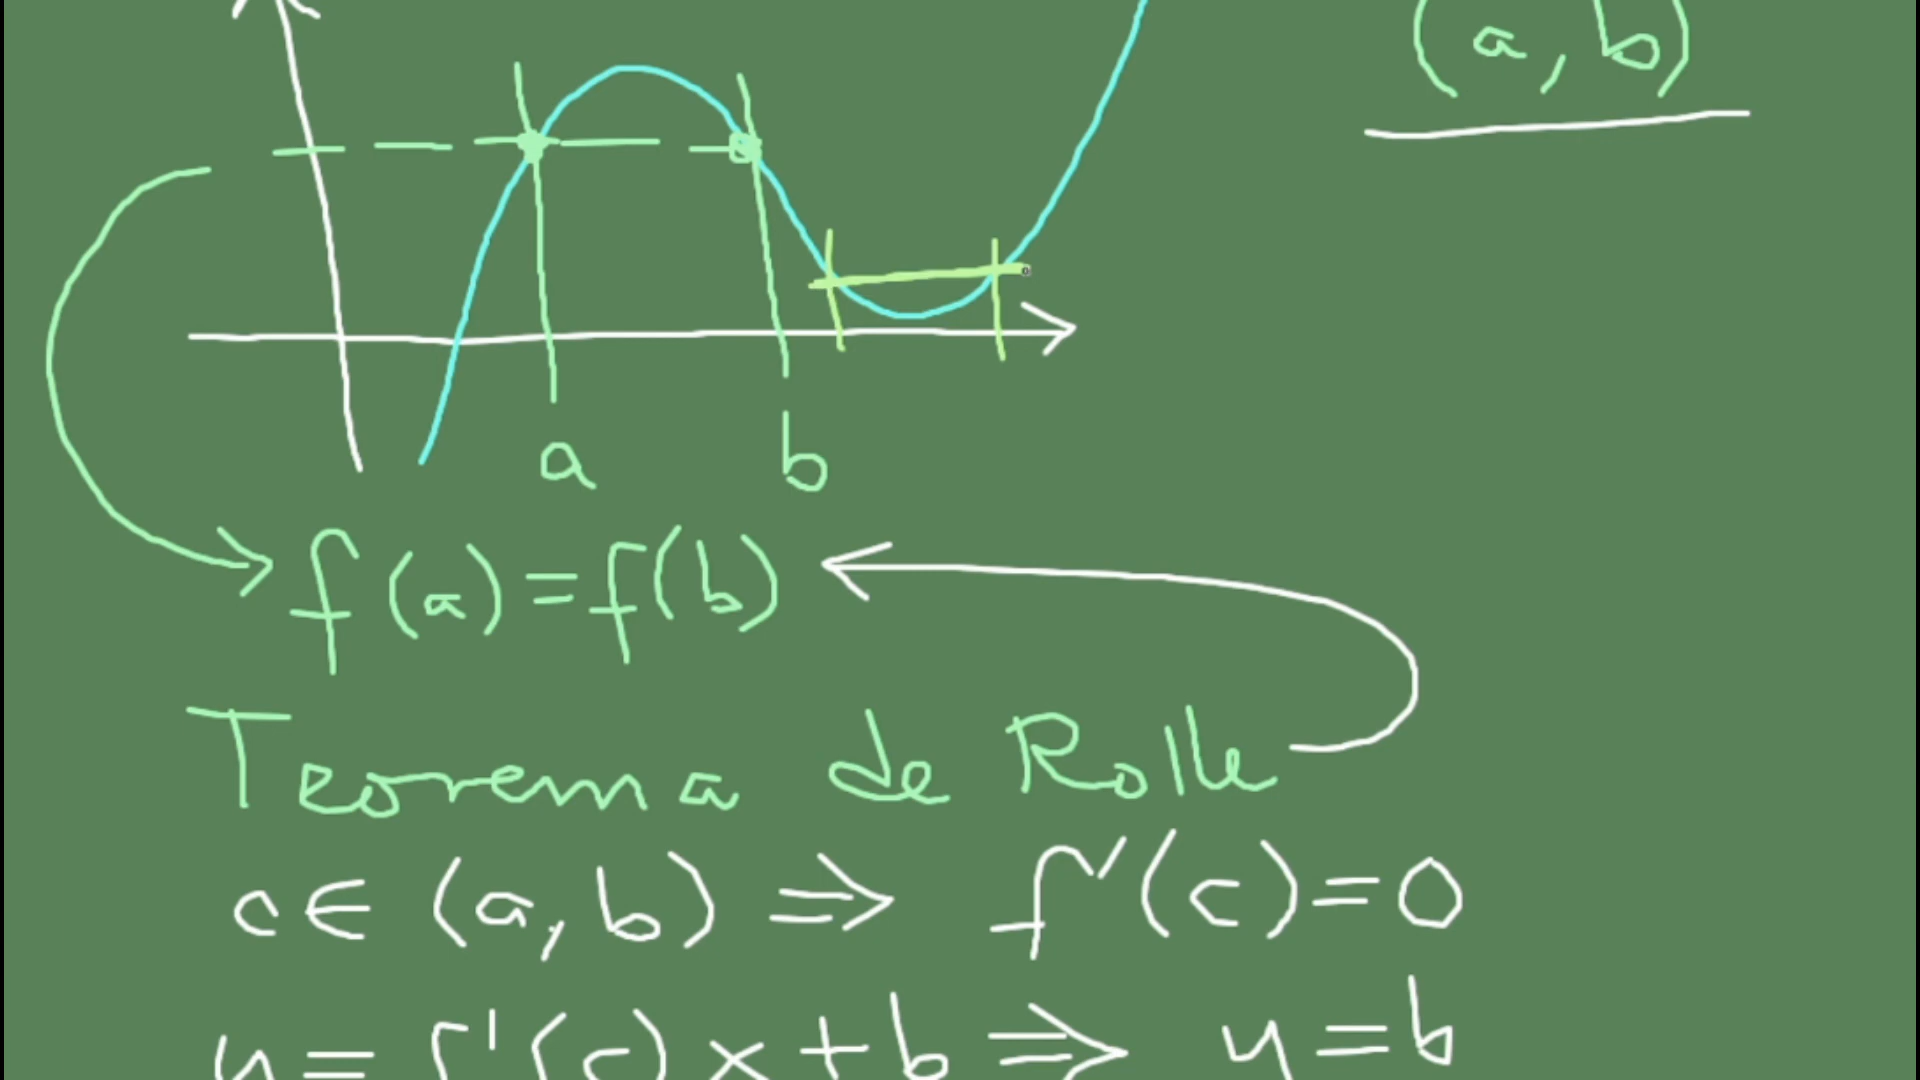 (a, b)
a b
f(a)=f(b)
Teorema de Rolle
c∈(a,b)⇒ f'(c)=0
y=f'(c)x+b⇒ y=b